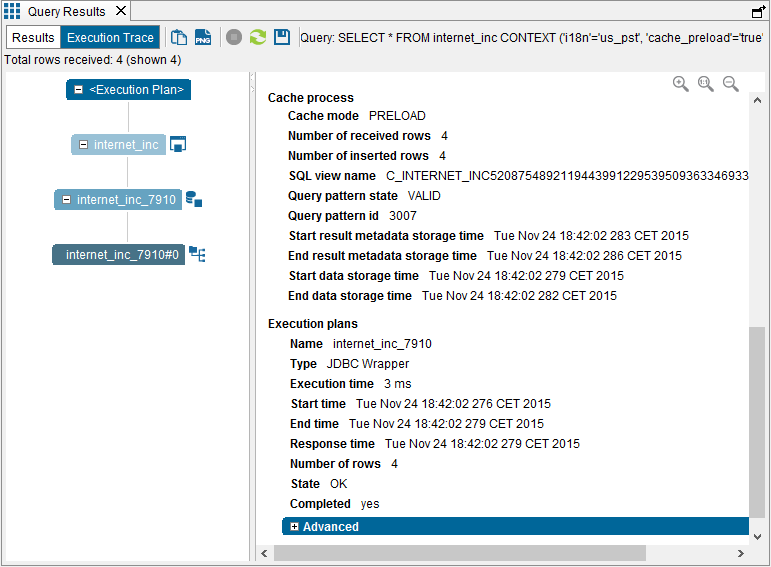 Query Results
Results Execution Trace PNG Query: SELECT * FROM internet_inc CONTEXT ('i18n'='us_pst', 'cache_preload'='true'
Total rows received: 4 (shown 4)
<Execution Plan>
internet_inc
internet_inc_7910
internet_inc_7910#0
1:1
Cache process
Cache mode PRELOAD
Number of received rows 4
Number of inserted rows 4
SQL view name C_INTERNET_INC5208754892119443991229539509363346933
Query pattern state VALID
Query pattern id 3007
Start result metadata storage time Tue Nov 24 18:42:02 283 CET 2015
End result metadata storage time Tue Nov 24 18:42:02 286 CET 2015
Start data storage time Tue Nov 24 18:42:02 279 CET 2015
End data storage time Tue Nov 24 18:42:02 282 CET 2015
Execution plans
Name internet_inc_7910
Type JDBC Wrapper
Execution time 3 ms
Start time Tue Nov 24 18:42:02 276 CET 2015
End time Tue Nov 24 18:42:02 279 CET 2015
Response time Tue Nov 24 18:42:02 279 CET 2015
Number of rows 4
State OK
Completed yes
Advanced